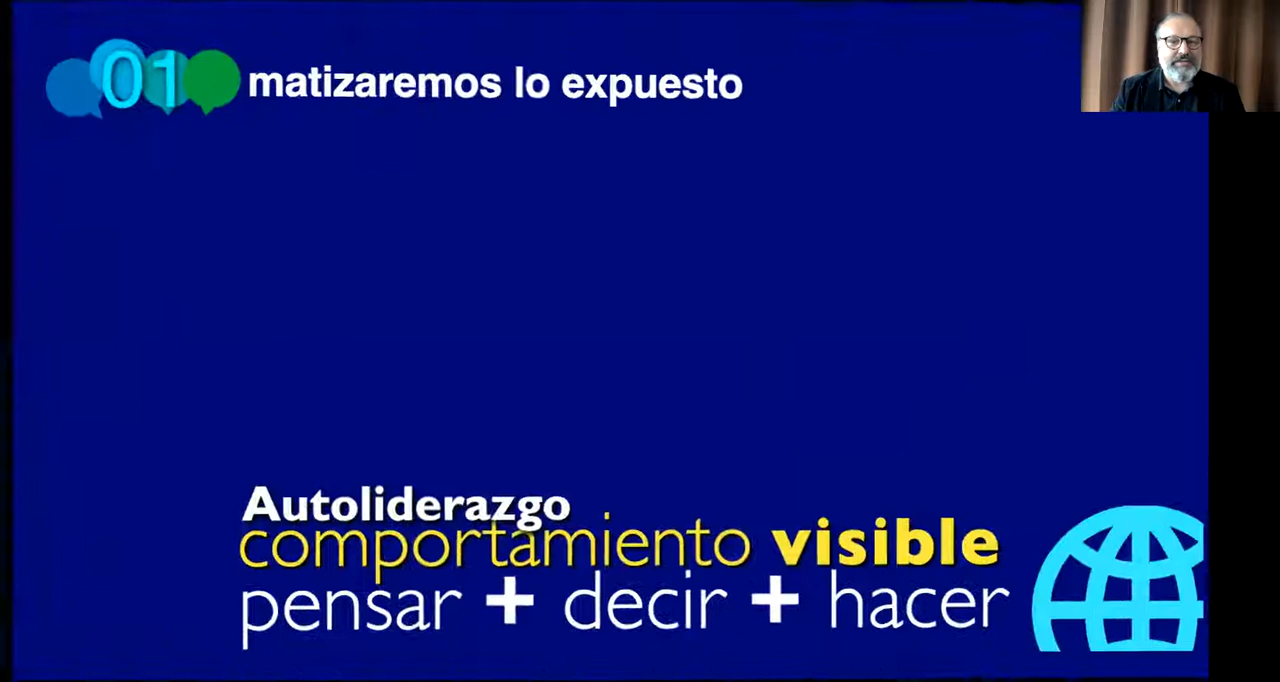 01 matizaremos lo expuesto
Autoliderazgo
comportamiento visible
pensar + decir + hacer